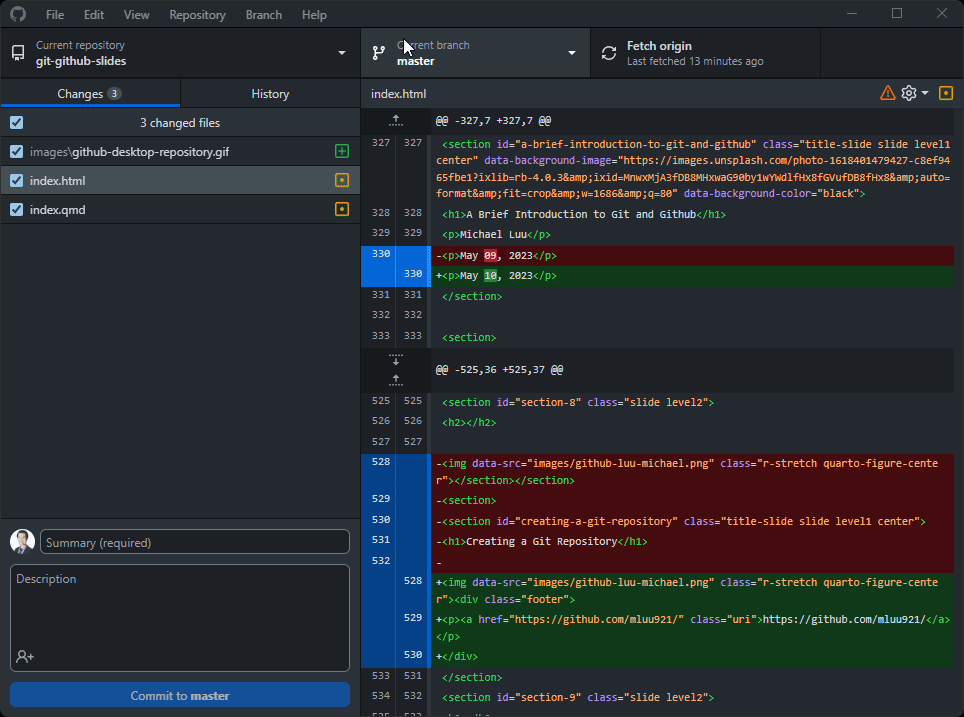 File Edit View Repository Branch Help
Current repository
git-github-slides
Current branch
master
Fetch origin
Last fetched 13 minutes ago
Changes 3
History
3 changed files
images\github-desktop-repository.gif
index.html
index.qmd
Summary (required)
Description
Commit to master
index.html
@@ -327,7 +327,7 @@
327 327 <section id="a-brief-introduction-to-git-and-github" class="title-slide slide level1
center" data-background-image="https://images.unsplash.com/photo-1618401479427-c8ef94
65fbe1?ixlib=rb-4.0.3&amp;ixid=MnwxMjA3fDB8MHxwaG90by1wYWdlfHx8fGVufDB8fHx8&amp;auto=
format&amp;fit=crop&amp;w=1686&amp;q=80" data-background-color="black">
328 328 <h1>A Brief Introduction to Git and Github</h1>
329 329 <p>Michael Luu</p>
330 -<p>May 09, 2023</p>
330 +<p>May 10, 2023</p>
331 331 </section>
332 332
333 333 <section>
@@ -525,36 +525,37 @@
525 525 <section id="section-8" class="slide level2">
526 526 <h2></h2>
527 527
528 -<img data-src="images/github-luu-michael.png" class="r-stretch quarto-figure-cente
r"></section></section>
529 -<section>
530 -<section id="creating-a-git-repository" class="title-slide slide level1 center">
531 -<h1>Creating a Git Repository</h1>
532 -
528 +<img data-src="images/github-luu-michael.png" class="r-stretch quarto-figure-cente
r"><div class="footer">
529 +<p><a href="https://github.com/mluu921/" class="uri">https://github.com/mluu921/</a>
</p>
530 +</div>
533 531 </section>
534 532 <section id="section-9" class="slide level2">